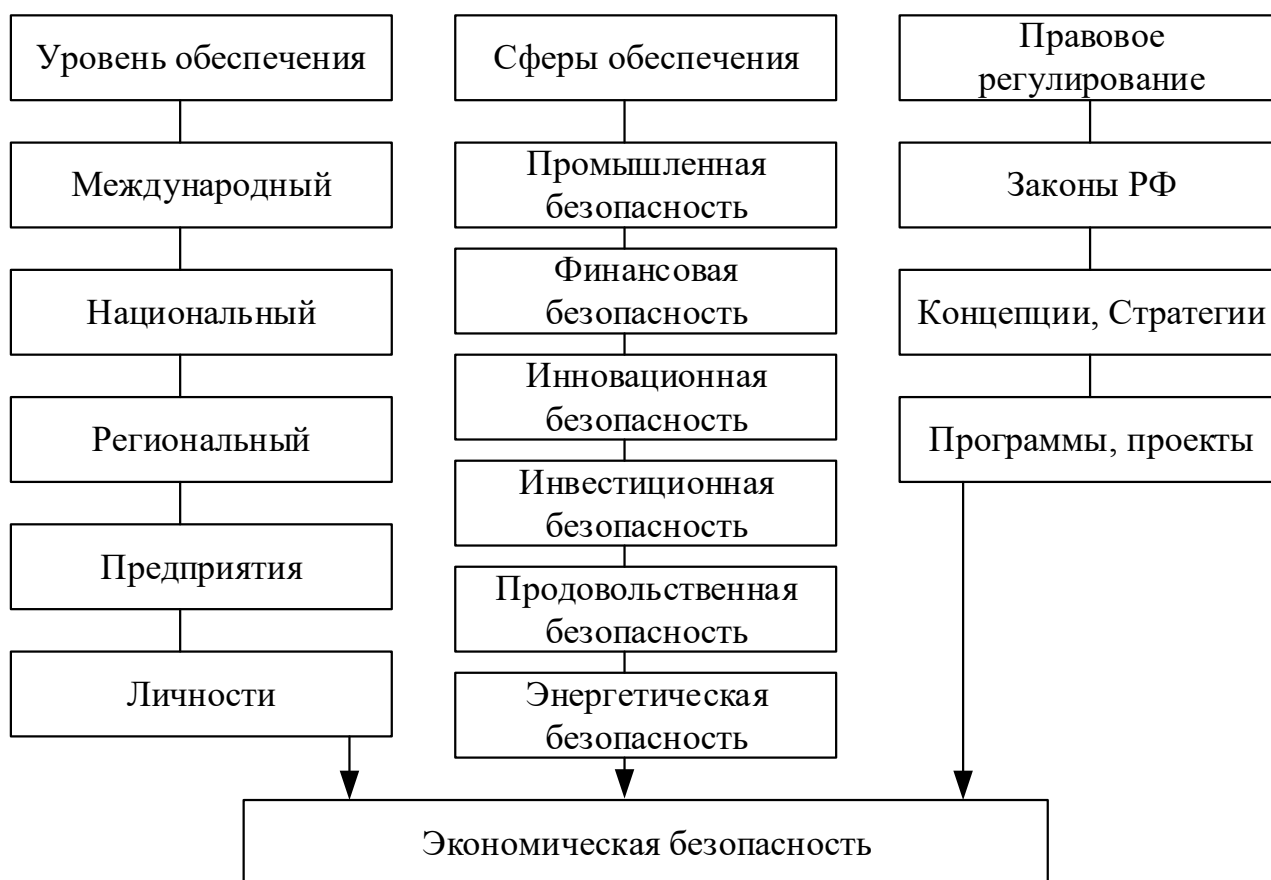 Уровень обеспечения
Международный
Национальный
Региональный
Предприятия
Личности
Сферы обеспечения
Промышленная
безопасность
Финансовая
безопасность
Инновационная
безопасность
Инвестиционная
безопасность
Продовольственная
безопасность
Энергетическая
безопасность
Правовое
регулирование
Законы РФ
Концепции, Стратегии
Программы, проекты
Экономическая безопасность